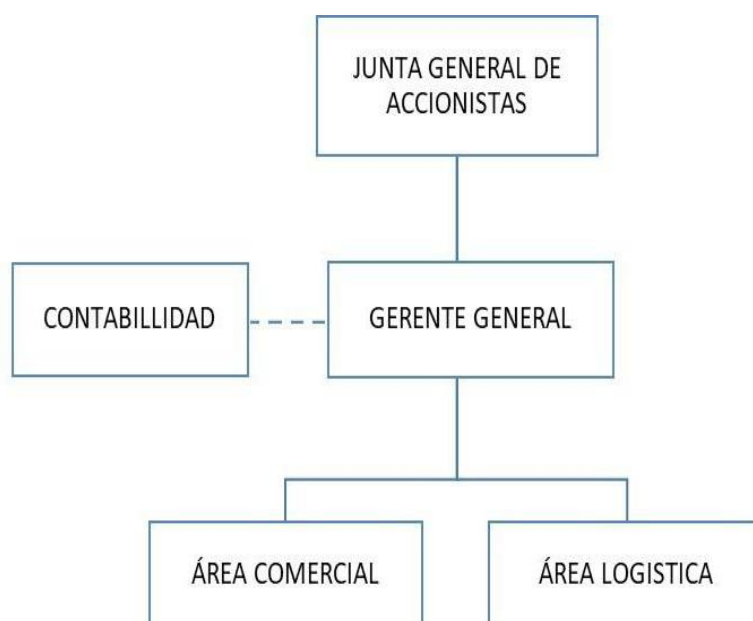 JUNTA GENERAL DE
ACCIONISTAS
CONTABILLIDAD
GERENTE GENERAL
ÁREA COMERCIAL
ÁREA LOGISTICA